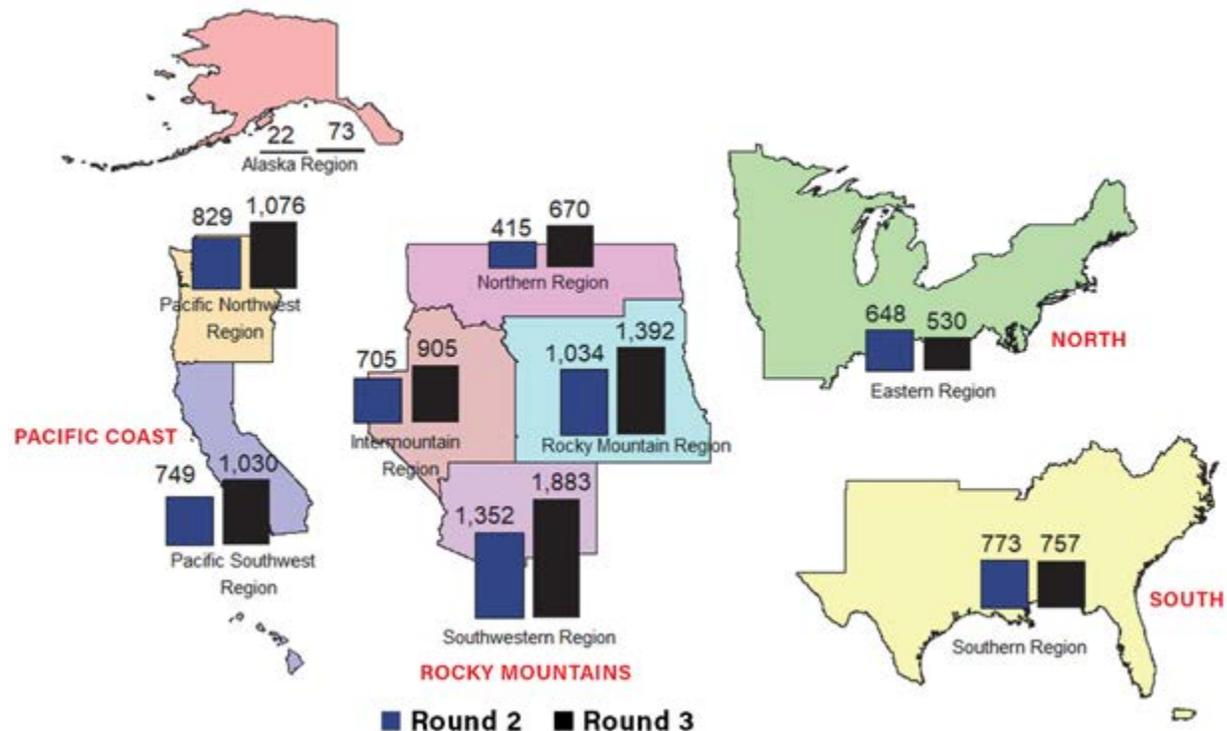 22 73
Alaska Region
829 1,076
Pacific Northwest
Region
415 670
Northern Region
705 905
Intermountain
Region
1,034 1,392
Rocky Mountain Region
648 530
Eastern Region
NORTH
PACIFIC COAST
749 1,030
Pacific Southwest
Region
1,352 1,883
Southwestern Region
ROCKY MOUNTAINS
773 757
Southern Region
SOUTH
Round 2 Round 3